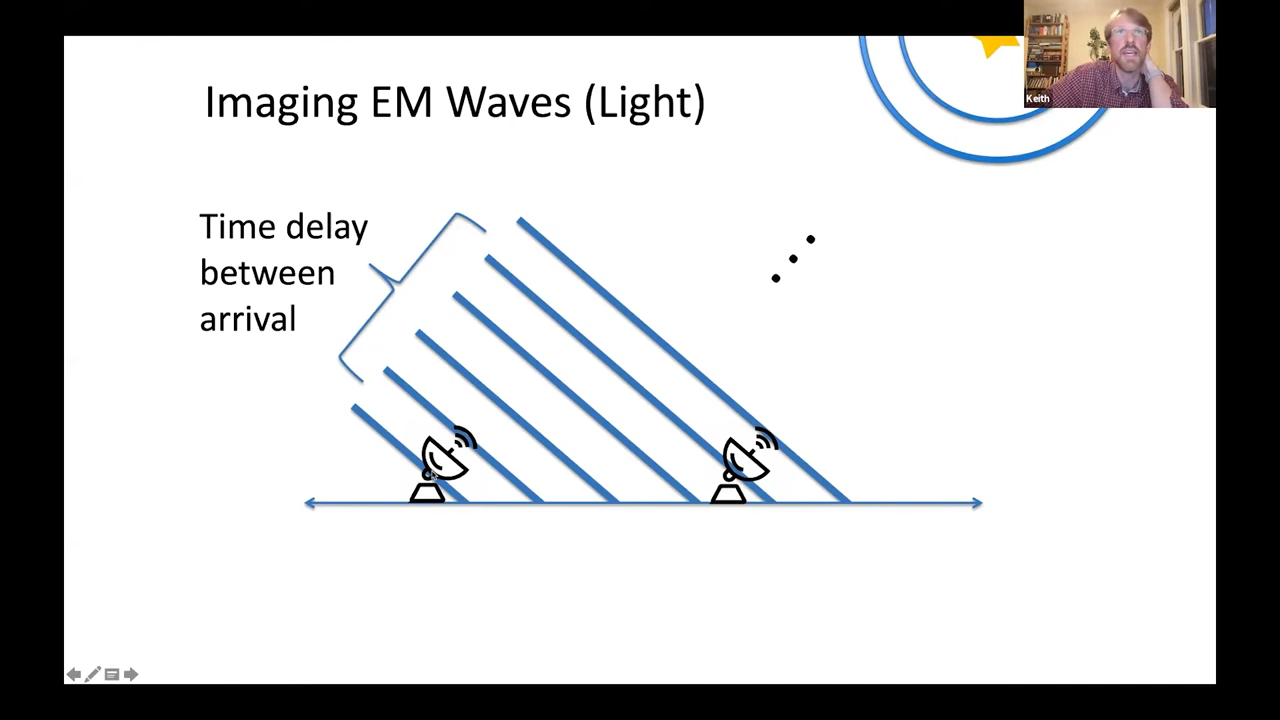 Imaging EM Waves (Light)
Keith
Time delay
between
arrival